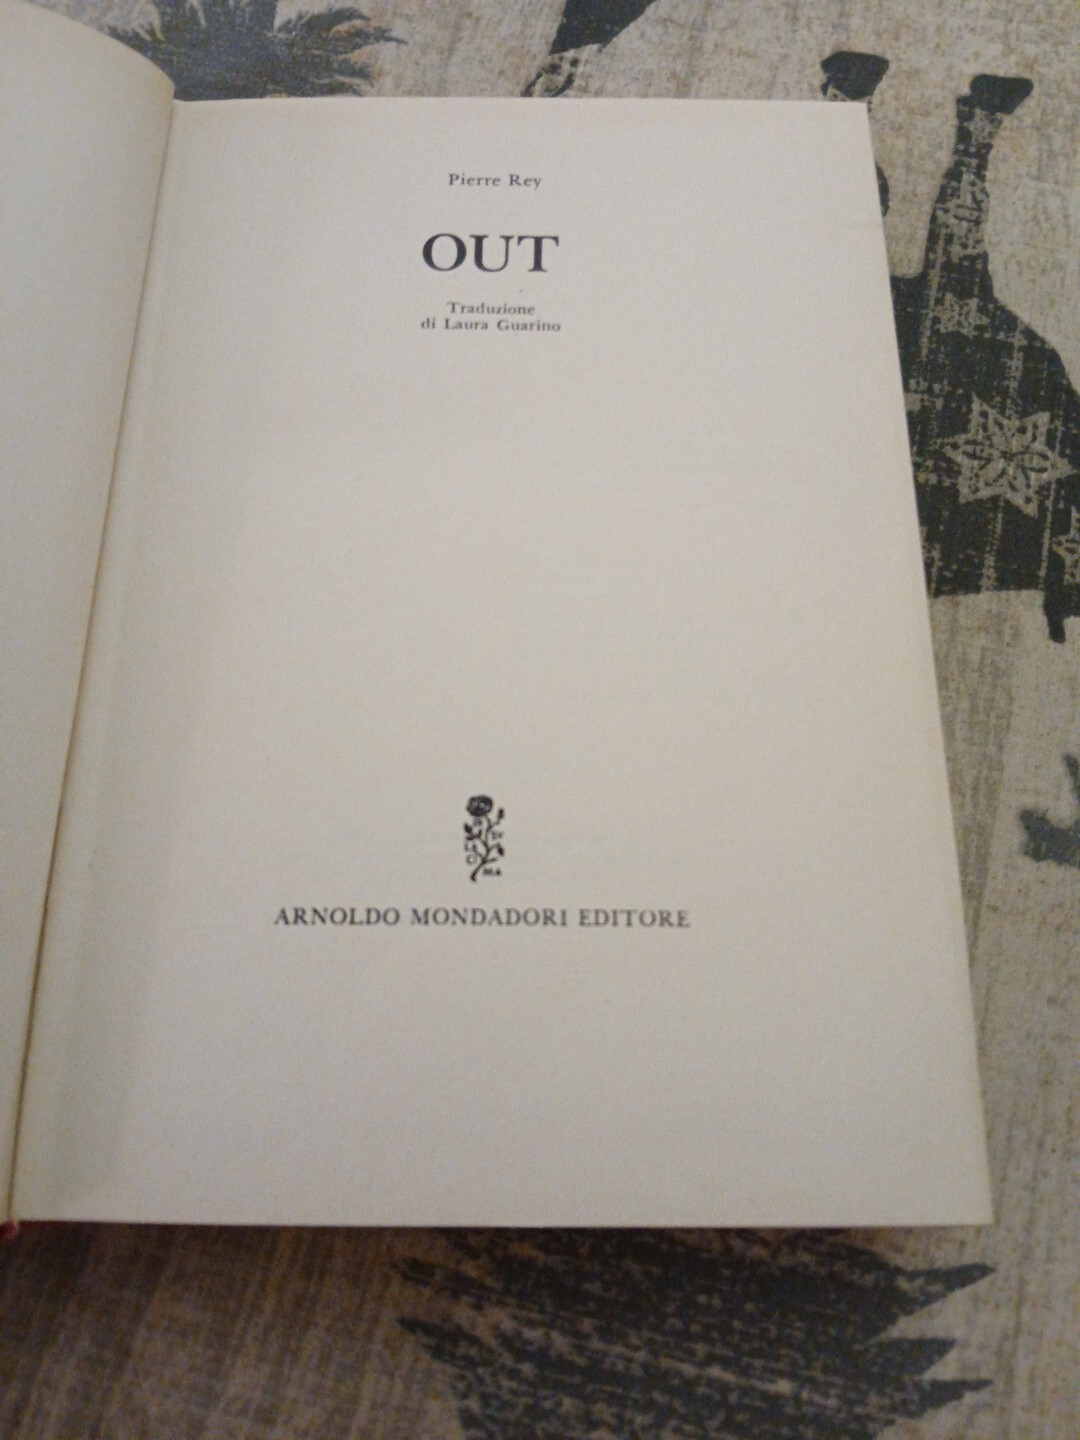 Pierre Rey
OUT
Traduzione
di Laura Guarino
ARNOLDO MONDADORI EDITORE